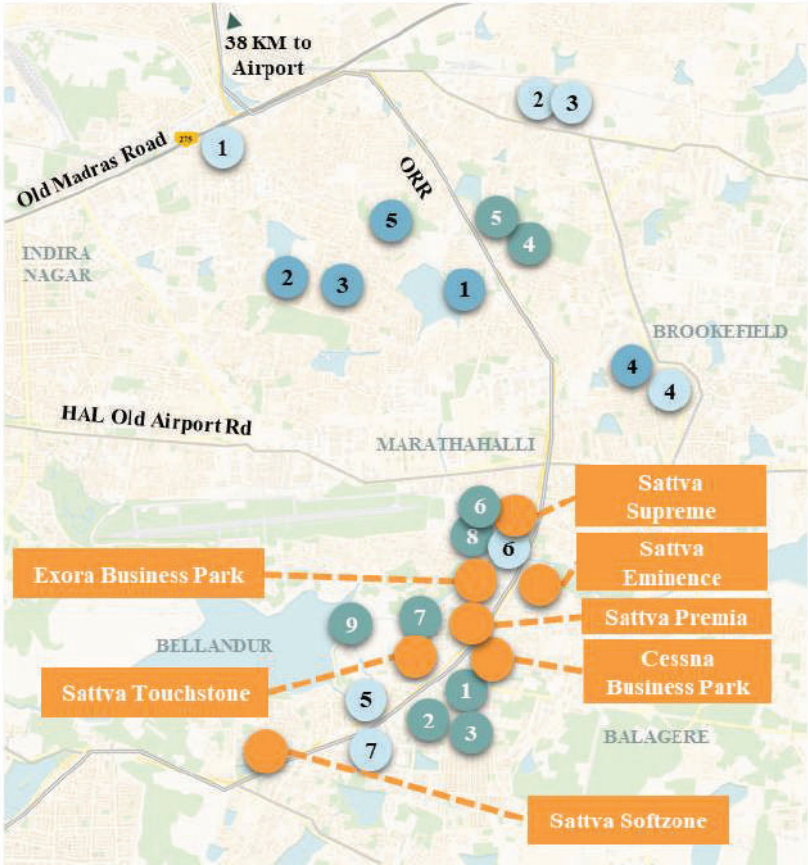 38 KM to
Airport
2
3
275
Old Madras Road
1
ORR
5
5
4
INDIRA
NAGAR
2
3
1
BROOKEFIELD
4
4
HAL Old Airport Rd
MARATHAHALLI
Sattva
Supreme
6
8
6
Sattva
Eminence
Exora Business Park
9
7
Sattva Premia
BELLANDUR
Cessna
Business Park
Sattva Touchstone
5
1
2
3
BALAGERE
7
Sattva Softzone